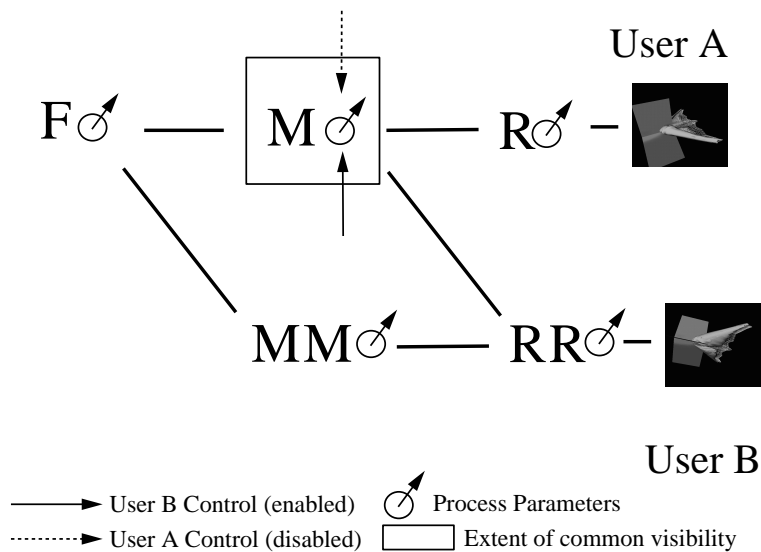 User A
F
M
R
MM
RR
User B
User B Control (enabled)
Process Parameters
User A Control (disabled)
Extent of common visibility